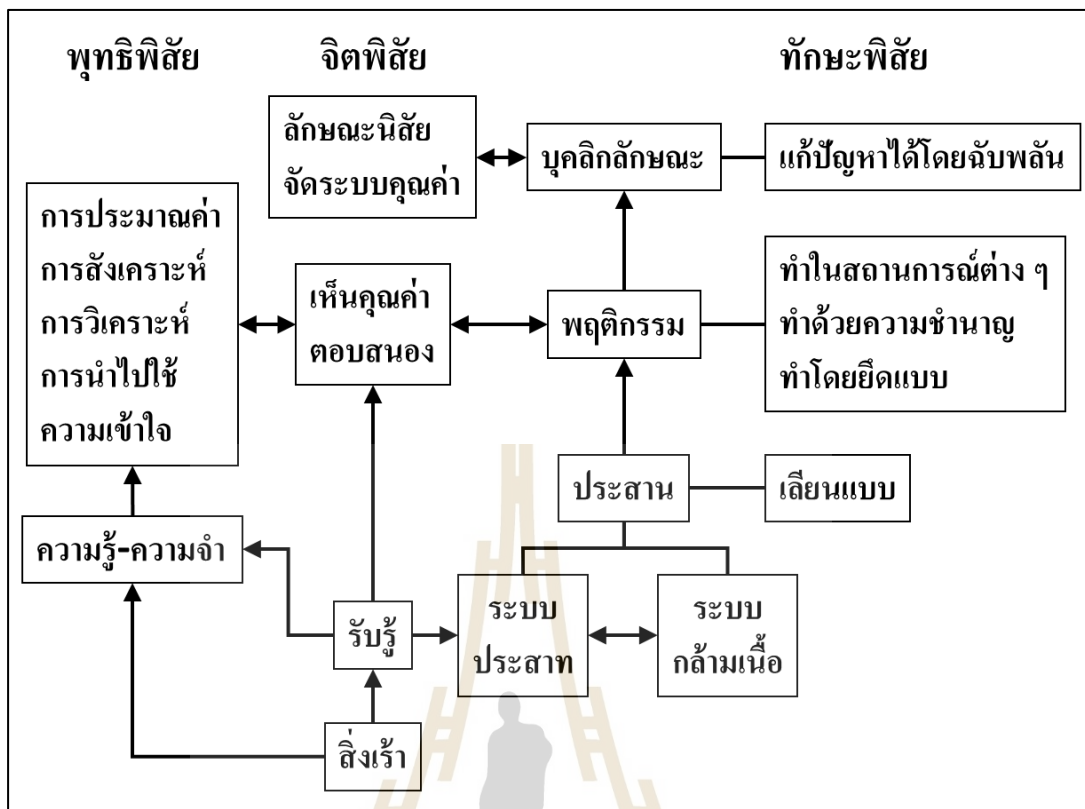 พุทธิพิสัย
จิตพิสัย
ทักษะพิสัย
ลักษณะนิสัย
จัดระบบคุณค่า
บุคลิกลักษณะ
แก้ปัญหาได้โดยฉับพลัน
การประมาณค่า
การสังเคราะห์
การวิเคราะห์
การนำไปใช้
ความเข้าใจ
เห็นคุณค่า
ตอบสนอง
พฤติกรรม
ทำในสถานการณ์ต่าง ๆ
ทำด้วยความชำนาญ
ทำโดยยึดแบบ
ประสาน
เลียนแบบ
ความรู้-ความจำ
รับรู้
ระบบ
ประสาท
ระบบ
กล้ามเนื้อ
สิ่งเร้า